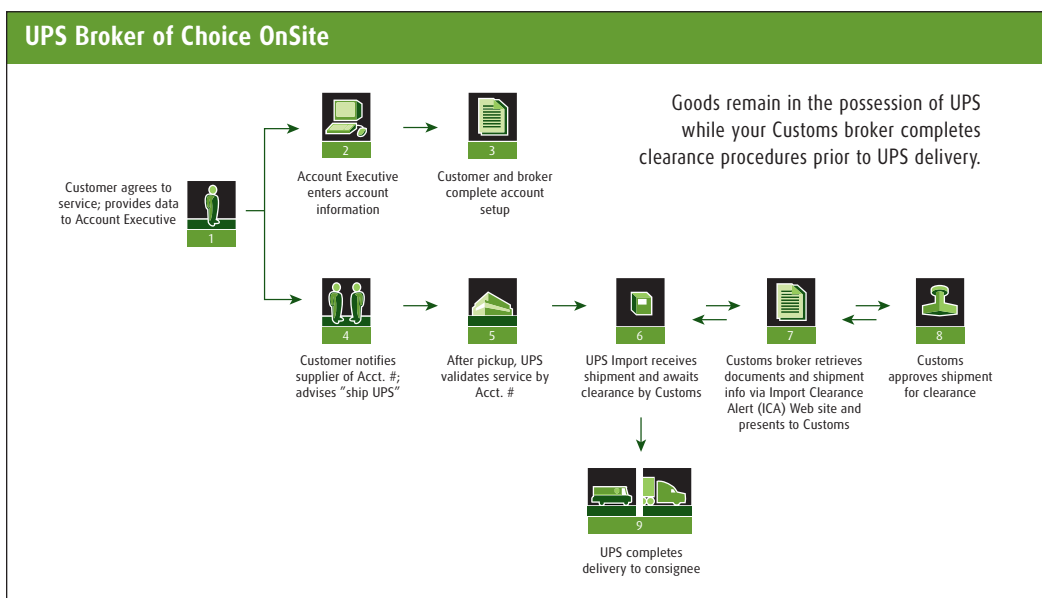 UPS Broker of Choice OnSite
Goods remain in the possession of UPS
while your Customs broker completes
clearance procedures prior to UPS delivery.
Customer agrees to
service; provides data
to Account Executive
1
2
Account Executive
enters account
information
3
Customer and broker
complete account
setup
4
Customer notifies
supplier of Acct. #;
advises "ship UPS"
5
After pickup, UPS
validates service by
Acct. #
6
UPS Import receives
shipment and awaits
clearance by Customs
7
Customs broker retrieves
documents and shipment
info via Import Clearance
Alert (ICA) Web site and
presents to Customs
8
Customs
approves shipment
for clearance
9
UPS completes
delivery to consignee